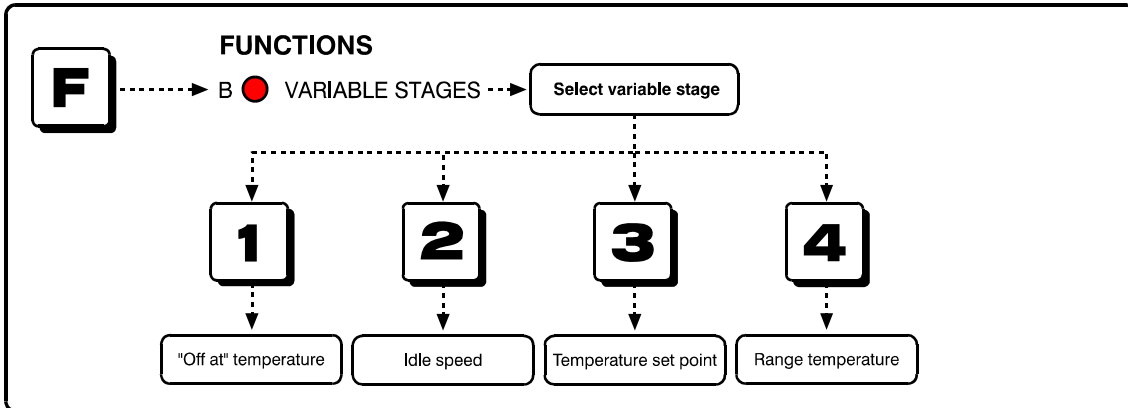 FUNCTIONS
F B VARIABLE STAGES Select variable stage
1 2 3 4
"Off at" temperature Idle speed Temperature set point Range temperature